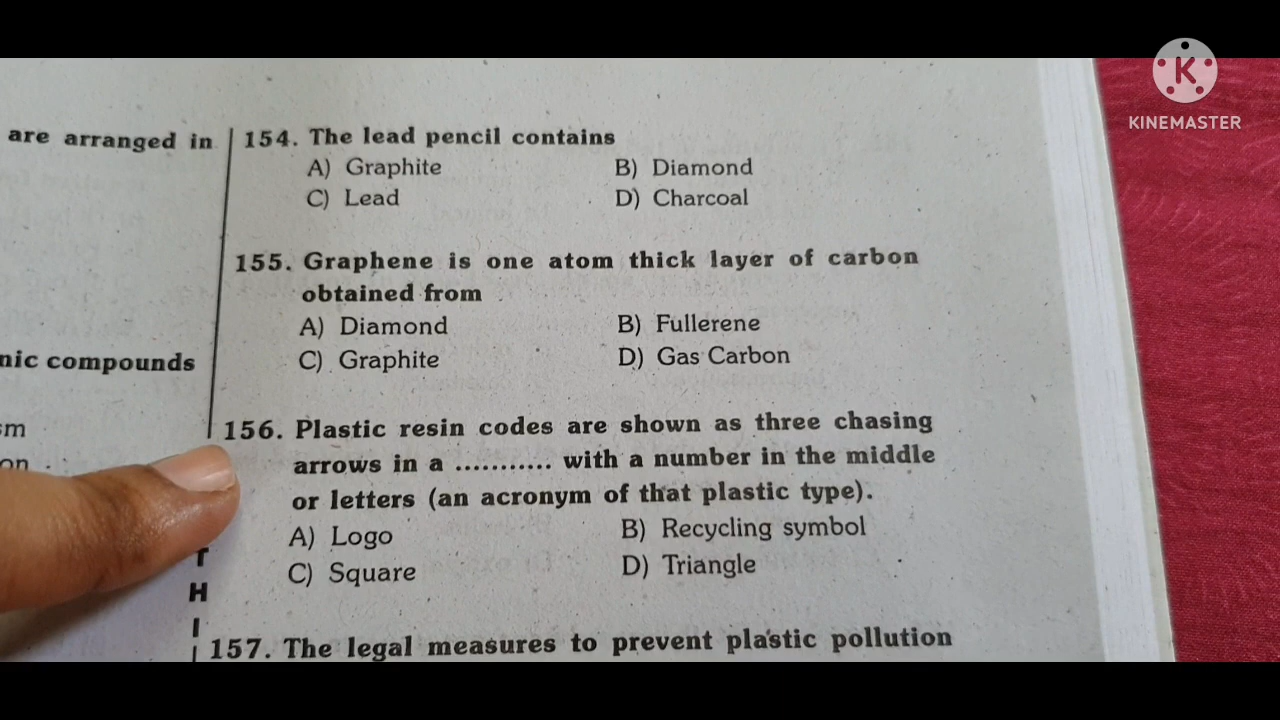 are arranged in
nic compounds
sm
on
154. The lead pencil contains
A) Graphite B) Diamond
C) Lead D) Charcoal
155. Graphene is one atom thick layer of carbon
obtained from
A) Diamond B) Fullerene
C) Graphite D) Gas Carbon
156. Plastic resin codes are shown as three chasing
arrows in a ........... with a number in the middle
or letters (an acronym of that plastic type).
A) Logo B) Recycling symbol
C) Square D) Triangle
T
H
I
157. The legal measures to prevent plastic pollution
K
KINEMASTER